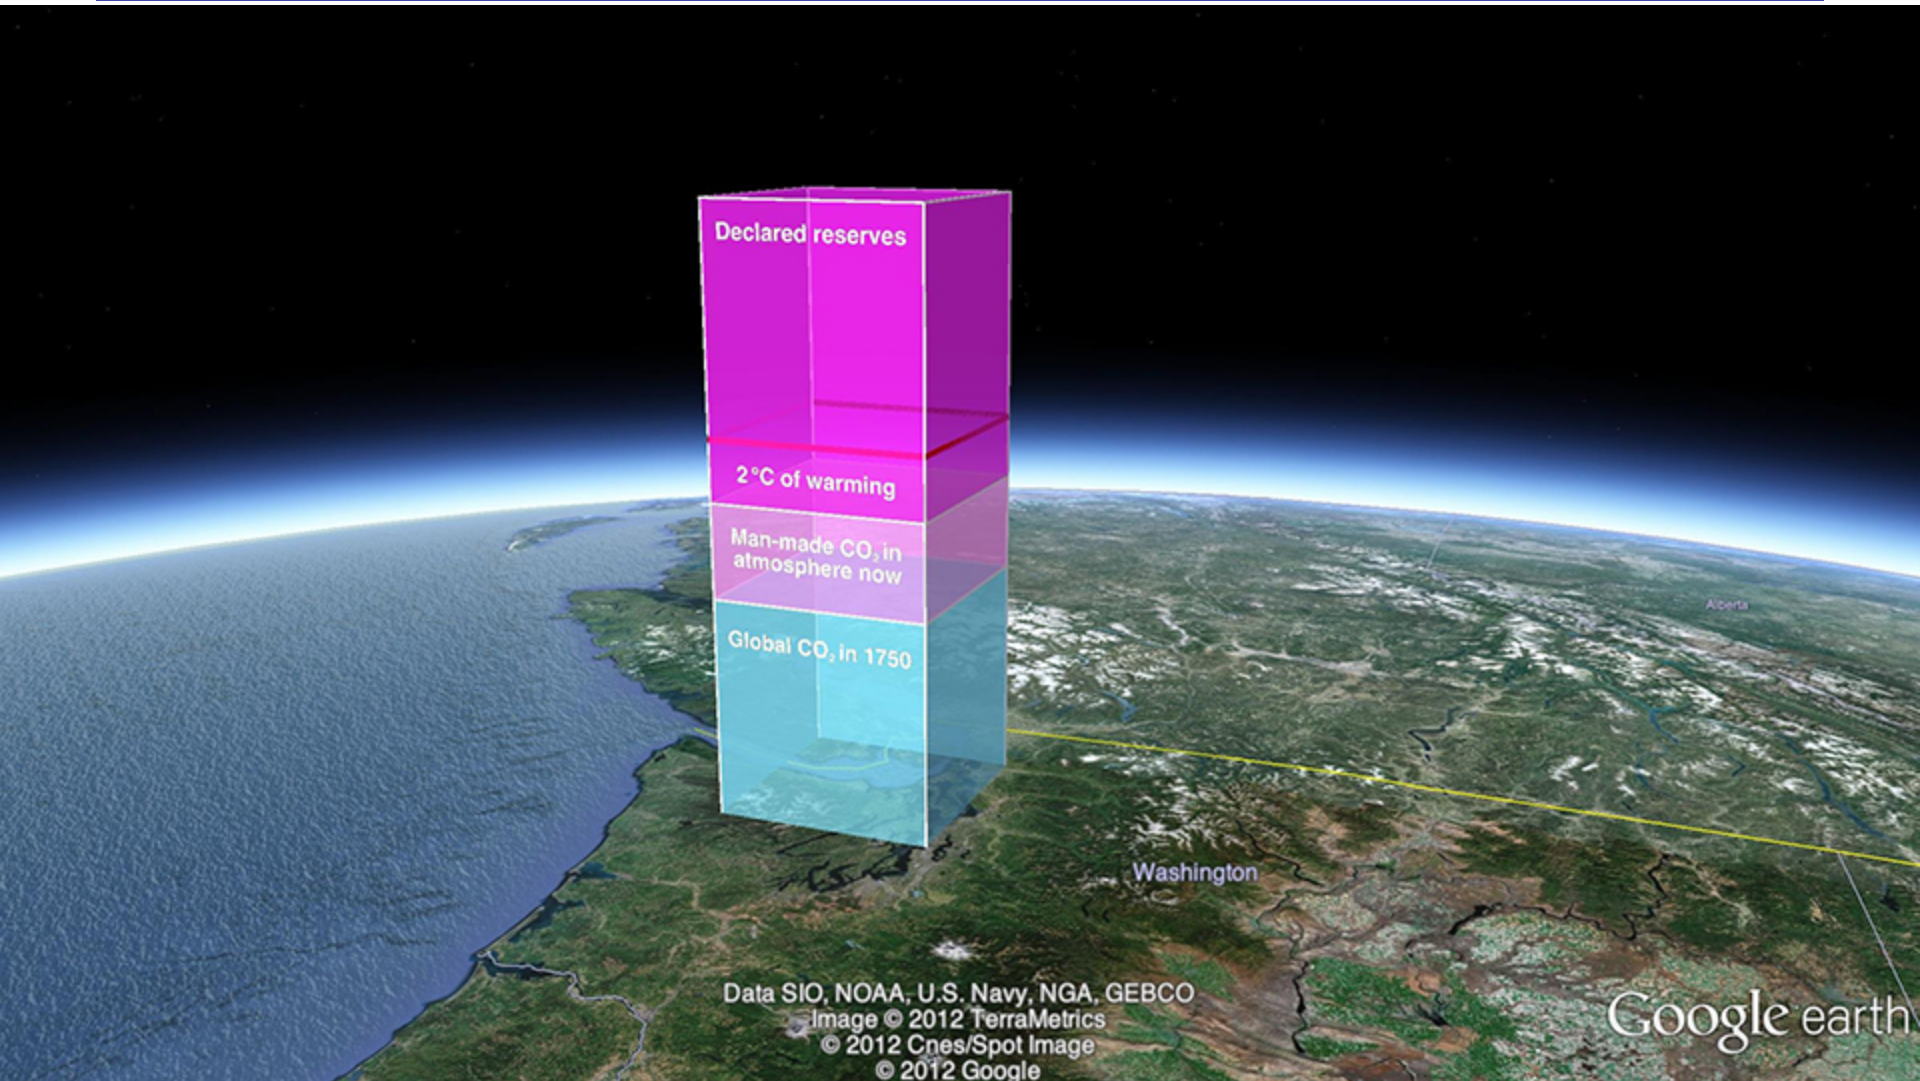 Declared reserves
2°C of warming
Man-made CO₂ in
atmosphere now
Global CO₂ in 1750
Alberta
Washington
Data SIO, NOAA, U.S. Navy, NGA, GEBCO
Image © 2012 TerraMetrics
© 2012 Cnes/Spot Image
© 2012 Google
Google earth